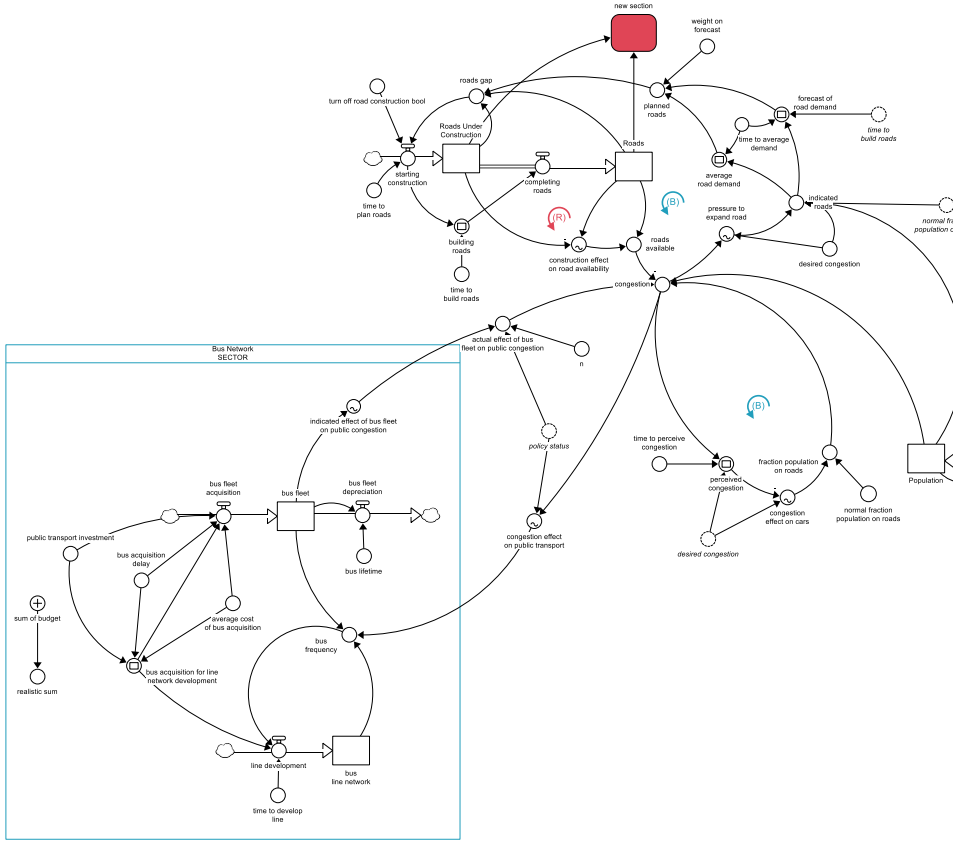 new section
weight on
forecast
roads gap
turn off road construction bool
planned
roads
forecast of
road demand
Roads Under
Construction
time to
build roads
time to average
demand
Roads
starting
construction
completing
roads
average
road demand
time to
plan roads
indicated
roads
pressure to
expand road
(R)
(B)
normal fra
population o
building
roads
roads
available
construction effect
on road availability
desired congestion
time to
build roads
congestion
actual effect of bus
fleet on public congestion
n
Bus Network
SECTOR
indicated effect of bus fleet
on public congestion
(B)
policy status
time to perceive
congestion
fraction population
on roads
perceived
congestion
Population
bus fleet
acquisition
bus fleet
bus fleet
depreciation
congestion
effect on cars
normal fraction
population on roads
public transport investment
congestion effect
on public transport
desired congestion
bus acquisition
delay
bus lifetime
sum of budget
average cost
of bus acquisition
bus
frequency
realistic sum
bus acquisition for line
network development
line development
bus
line network
time to develop
line